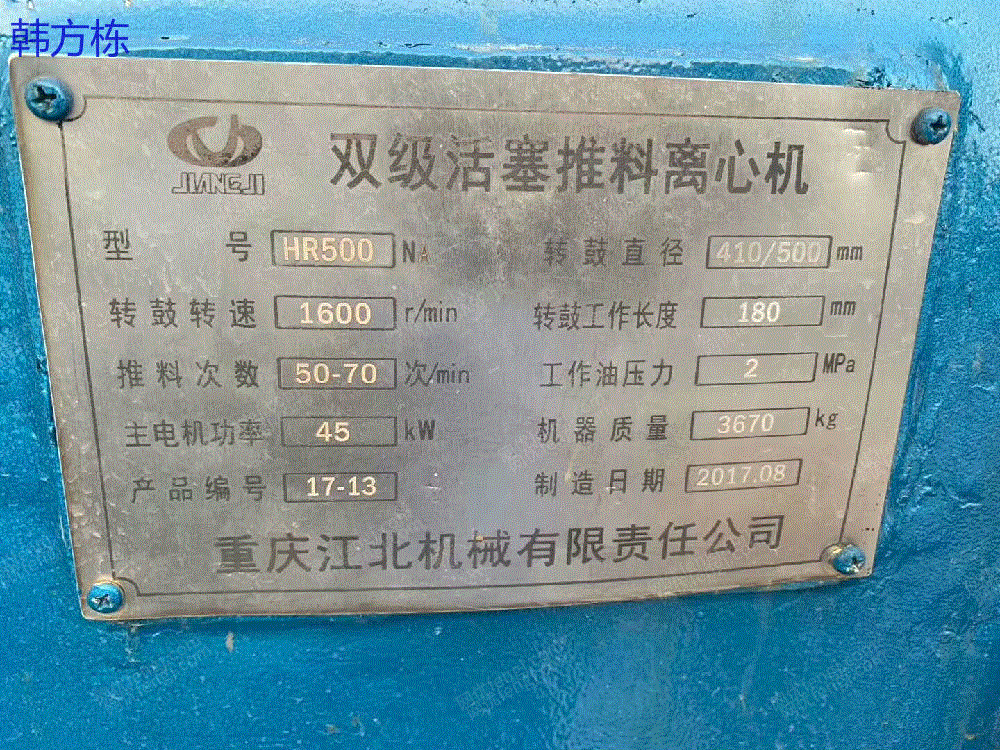 韩方栋
JIANGJI
双级活塞推料离心机
型 号 HR500 NA 转鼓直径 410/500 mm
转鼓转速 1600 r/min 转鼓工作长度 180 mm
推料次数 50-70 次/min 工作油压力 2 MPa
主电机功率 45 kW 机器质量 3670 kg
产品编号 17-13 制造日期 2017.08
重庆江北机械有限责任公司